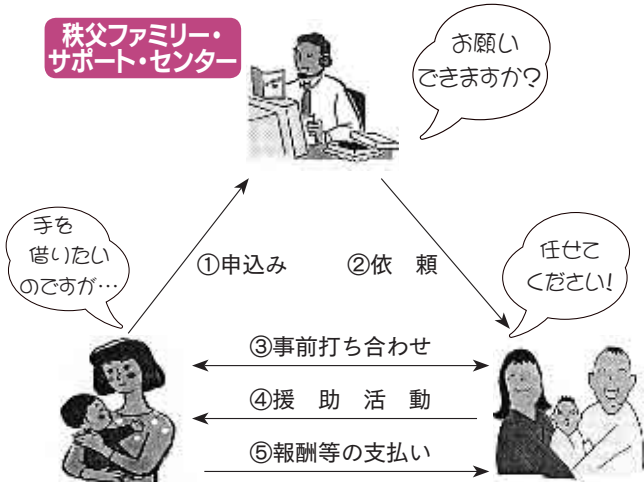 秩父ファミリー・
サポート・センター
お願い
できますか?
手を
借りたい
のですが…
①申込み
②依　頼
任せて
ください!
③事前打ち合わせ
④援　助　活　動
⑤報酬等の支払い